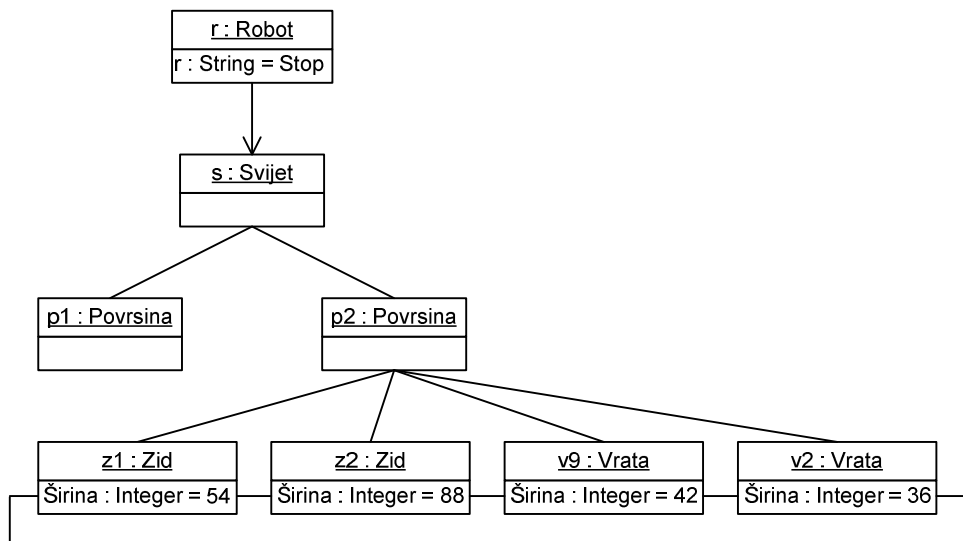 r : Robot
r : String = Stop
s : Svijet
p1 : Povrsina
p2 : Povrsina
z1 : Zid
z2 : Zid
v9 : Vrata
v2 : Vrata
Širina : Integer = 54
Širina : Integer = 88
Širina : Integer = 42
Širina : Integer = 36